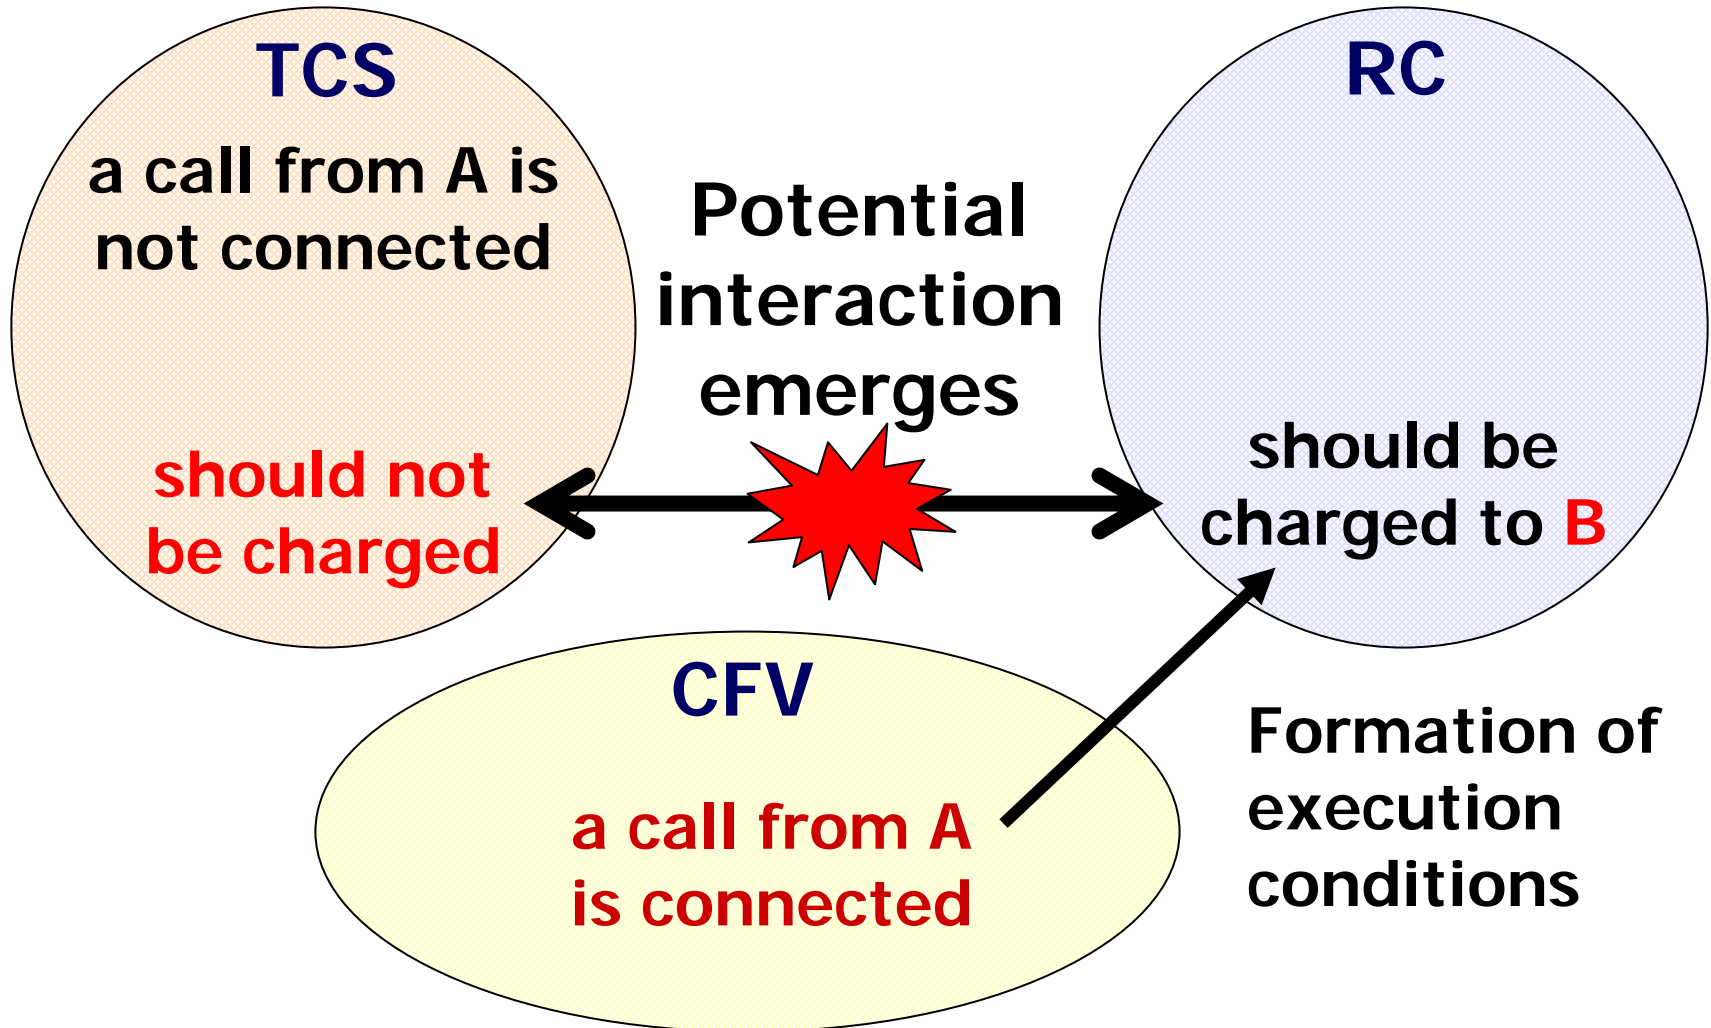 TCS
a call from A is
not connected
should not
be charged
Potential
interaction
emerges
RC
should be
charged to B
CFV
a call from A
is connected
Formation of
execution
conditions